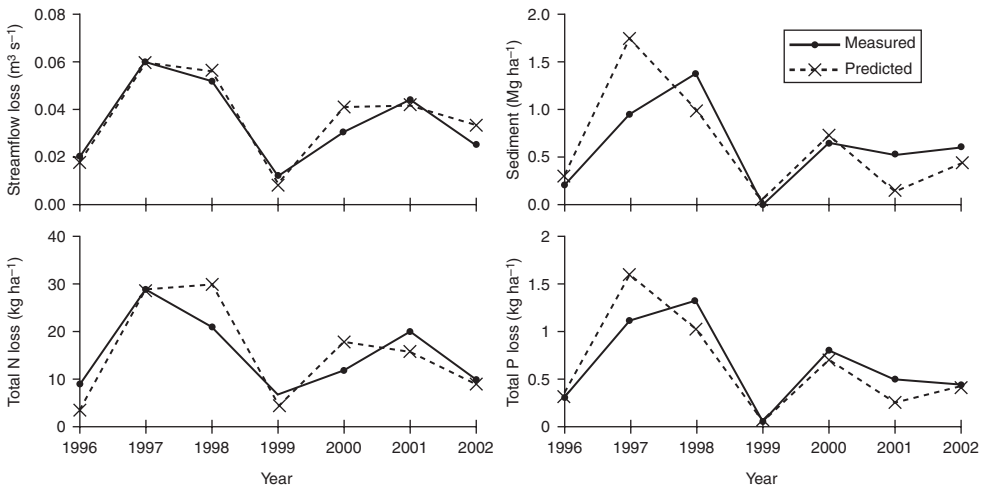 Streamflow loss (m³ s⁻¹)
0.08
0.06
0.04
0.02
0.00
Sediment (Mg ha⁻¹)
2.0
1.5
1.0
0.5
0.0
Measured
Predicted
Total N loss (kg ha⁻¹)
40
30
20
10
0
1996 1997 1998 1999 2000 2001 2002
Year
Total P loss (kg ha⁻¹)
2
1.5
1
0.5
0
1996 1997 1998 1999 2000 2001 2002
Year